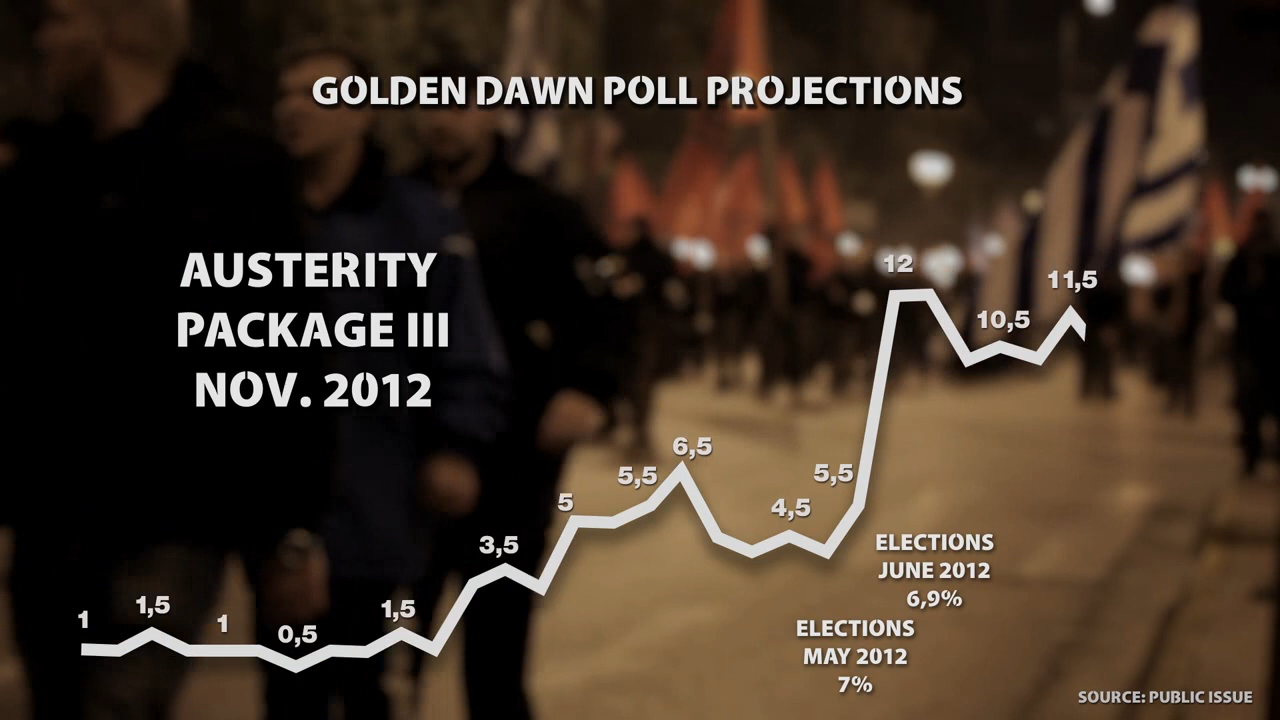 GOLDEN DAWN POLL PROJECTIONS
AUSTERITY
PACKAGE III
NOV. 2012
1
1,5
1
0,5
1,5
3,5
5
5,5
6,5
4,5
5,5
12
10,5
11,5
ELECTIONS
JUNE 2012
6,9%
ELECTIONS
MAY 2012
7%
SOURCE: PUBLIC ISSUE